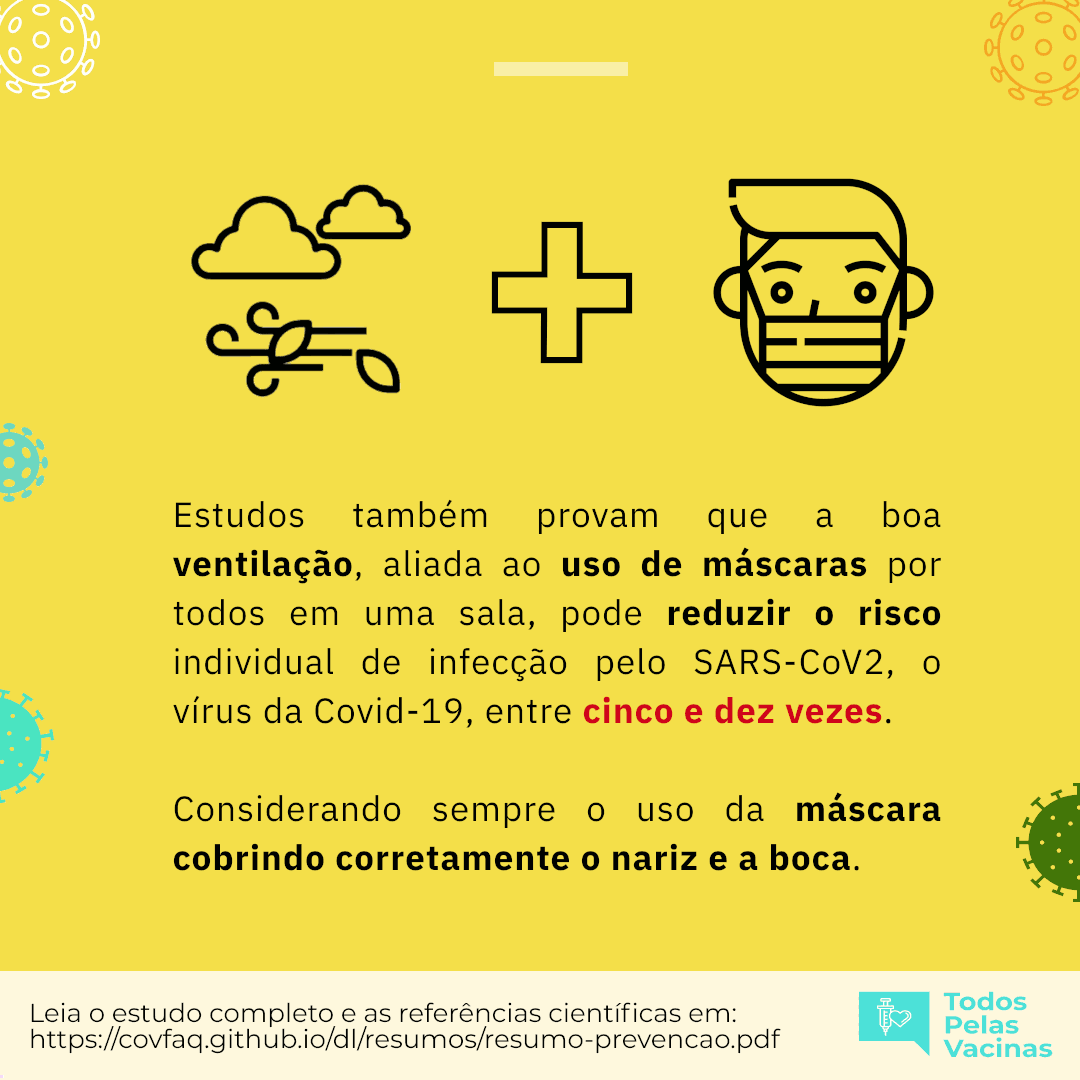 Estudos também provam que a boa
ventilação, aliada ao uso de máscaras por
todos em uma sala, pode reduzir o risco
individual de infecção pelo SARS-CoV2, o
vírus da Covid-19, entre cinco e dez vezes.
Considerando sempre o uso da máscara
cobrindo corretamente o nariz e a boca.
Leia o estudo completo e as referências científicas em:
https://covfaq.github.io/dl/resumos/resumo-prevencao.pdf
Todos
Pelas
Vacinas